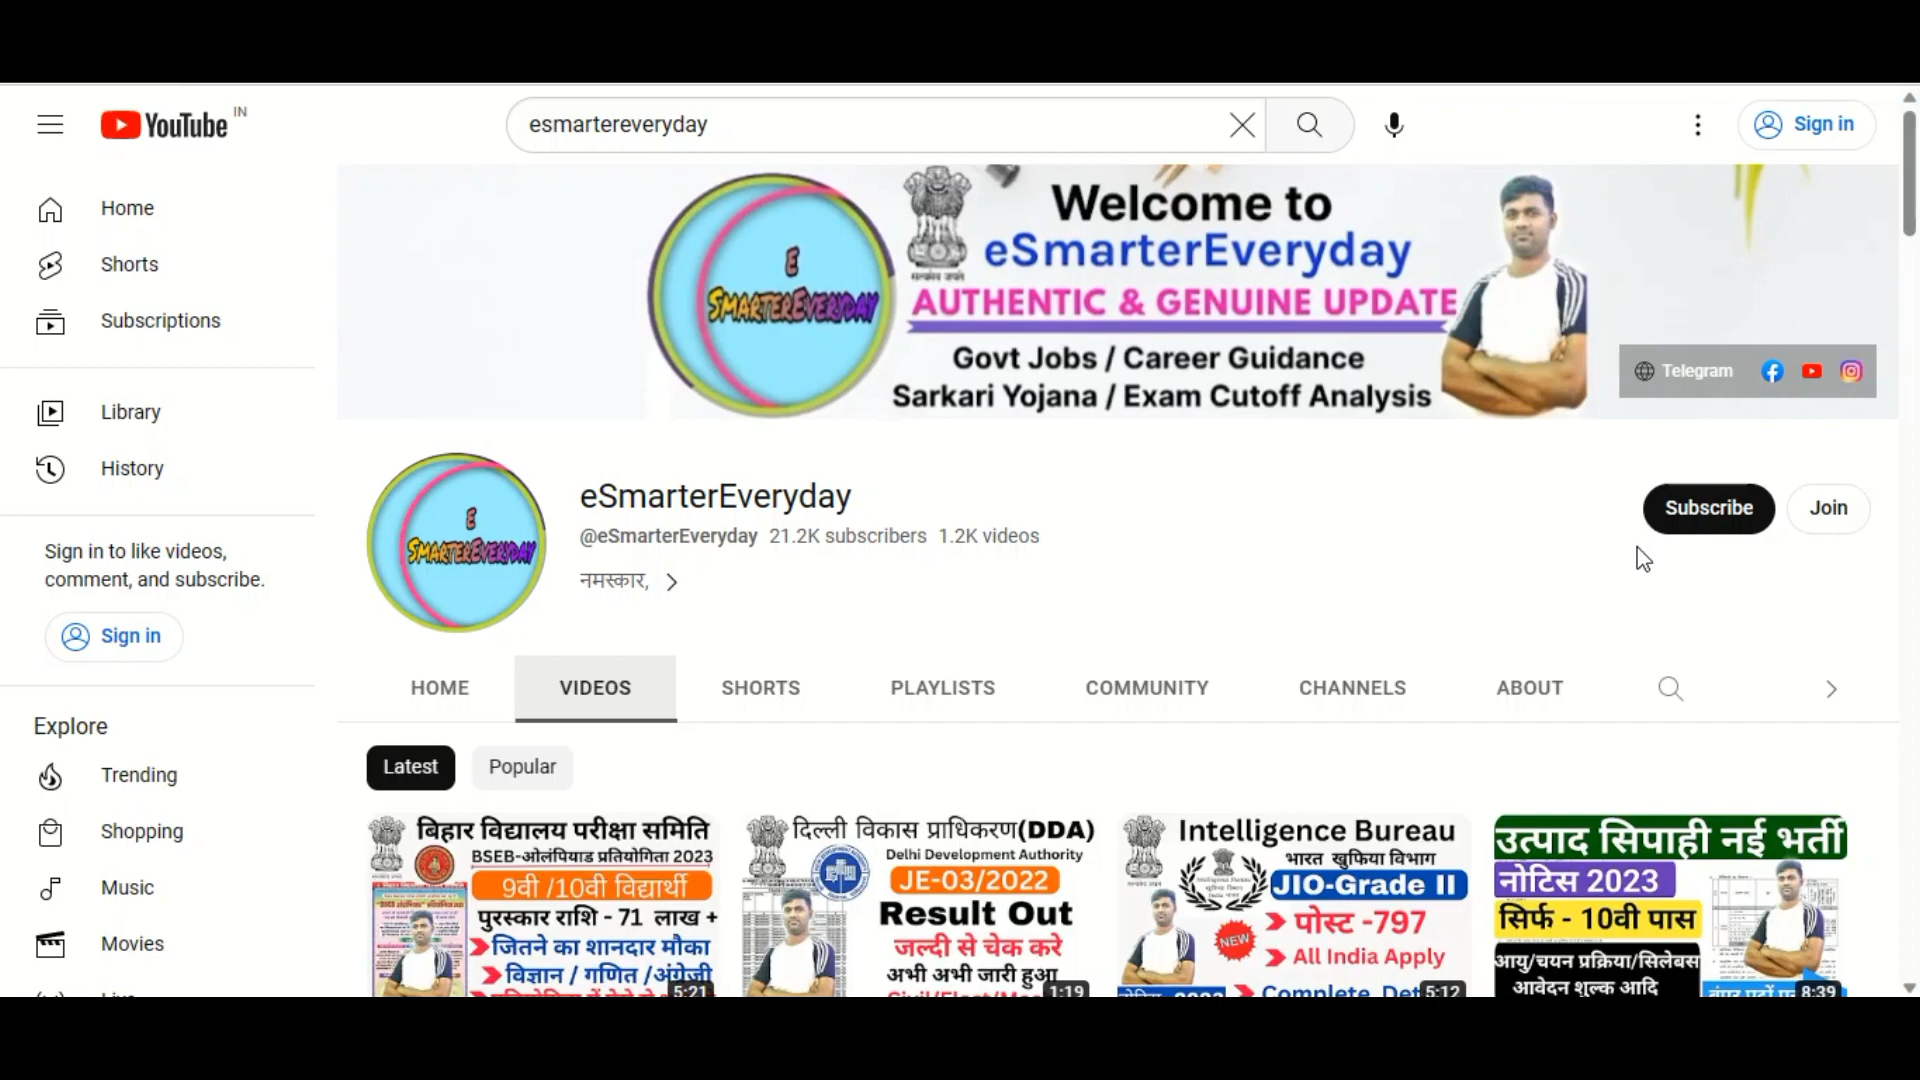 YouTube IN
esmartereveryday
Sign in
Home
Shorts
Subscriptions
Library
History
Sign in to like videos,
comment, and subscribe.
Sign in
Explore
Trending
Shopping
Music
Movies
E
SMARTEREVERYDAY
सत्यमेव जयते
Welcome to
eSmarterEveryday
AUTHENTIC & GENUINE UPDATE
Govt Jobs / Career Guidance
Sarkari Yojana / Exam Cutoff Analysis
Telegram
E
SMARTEREVERYDAY
eSmarterEveryday
@eSmarterEveryday 21.2K subscribers 1.2K videos
नमस्कार,
Subscribe
Join
HOME
VIDEOS
SHORTS
PLAYLISTS
COMMUNITY
CHANNELS
ABOUT
Latest
Popular
बिहार विद्यालय परीक्षा समिति
BSEB-ओलंपियाड प्रतियोगिता 2023
9वी /10वी विद्यार्थी
पुरस्कार राशि - 71 लाख +
जितने का शानदार मौका
विज्ञान / गणित /अंग्रेजी
5:21
दिल्ली विकास प्राधिकरण(DDA)
Delhi Development Authority
JE-03/2022
Result Out
जल्दी से चेक करे
अभी अभी जारी हुआ
1:19
Intelligence Bureau
भारत खुफिया विभाग
JIO-Grade II
NEW
पोस्ट -797
All India Apply
Complete
5:12
उत्पाद सिपाही नई भर्ती
नोटिस 2023
सिर्फ - 10वी पास
आयु/चयन प्रक्रिया/सिलेबस
आवेदन शुल्क आदि
8:39